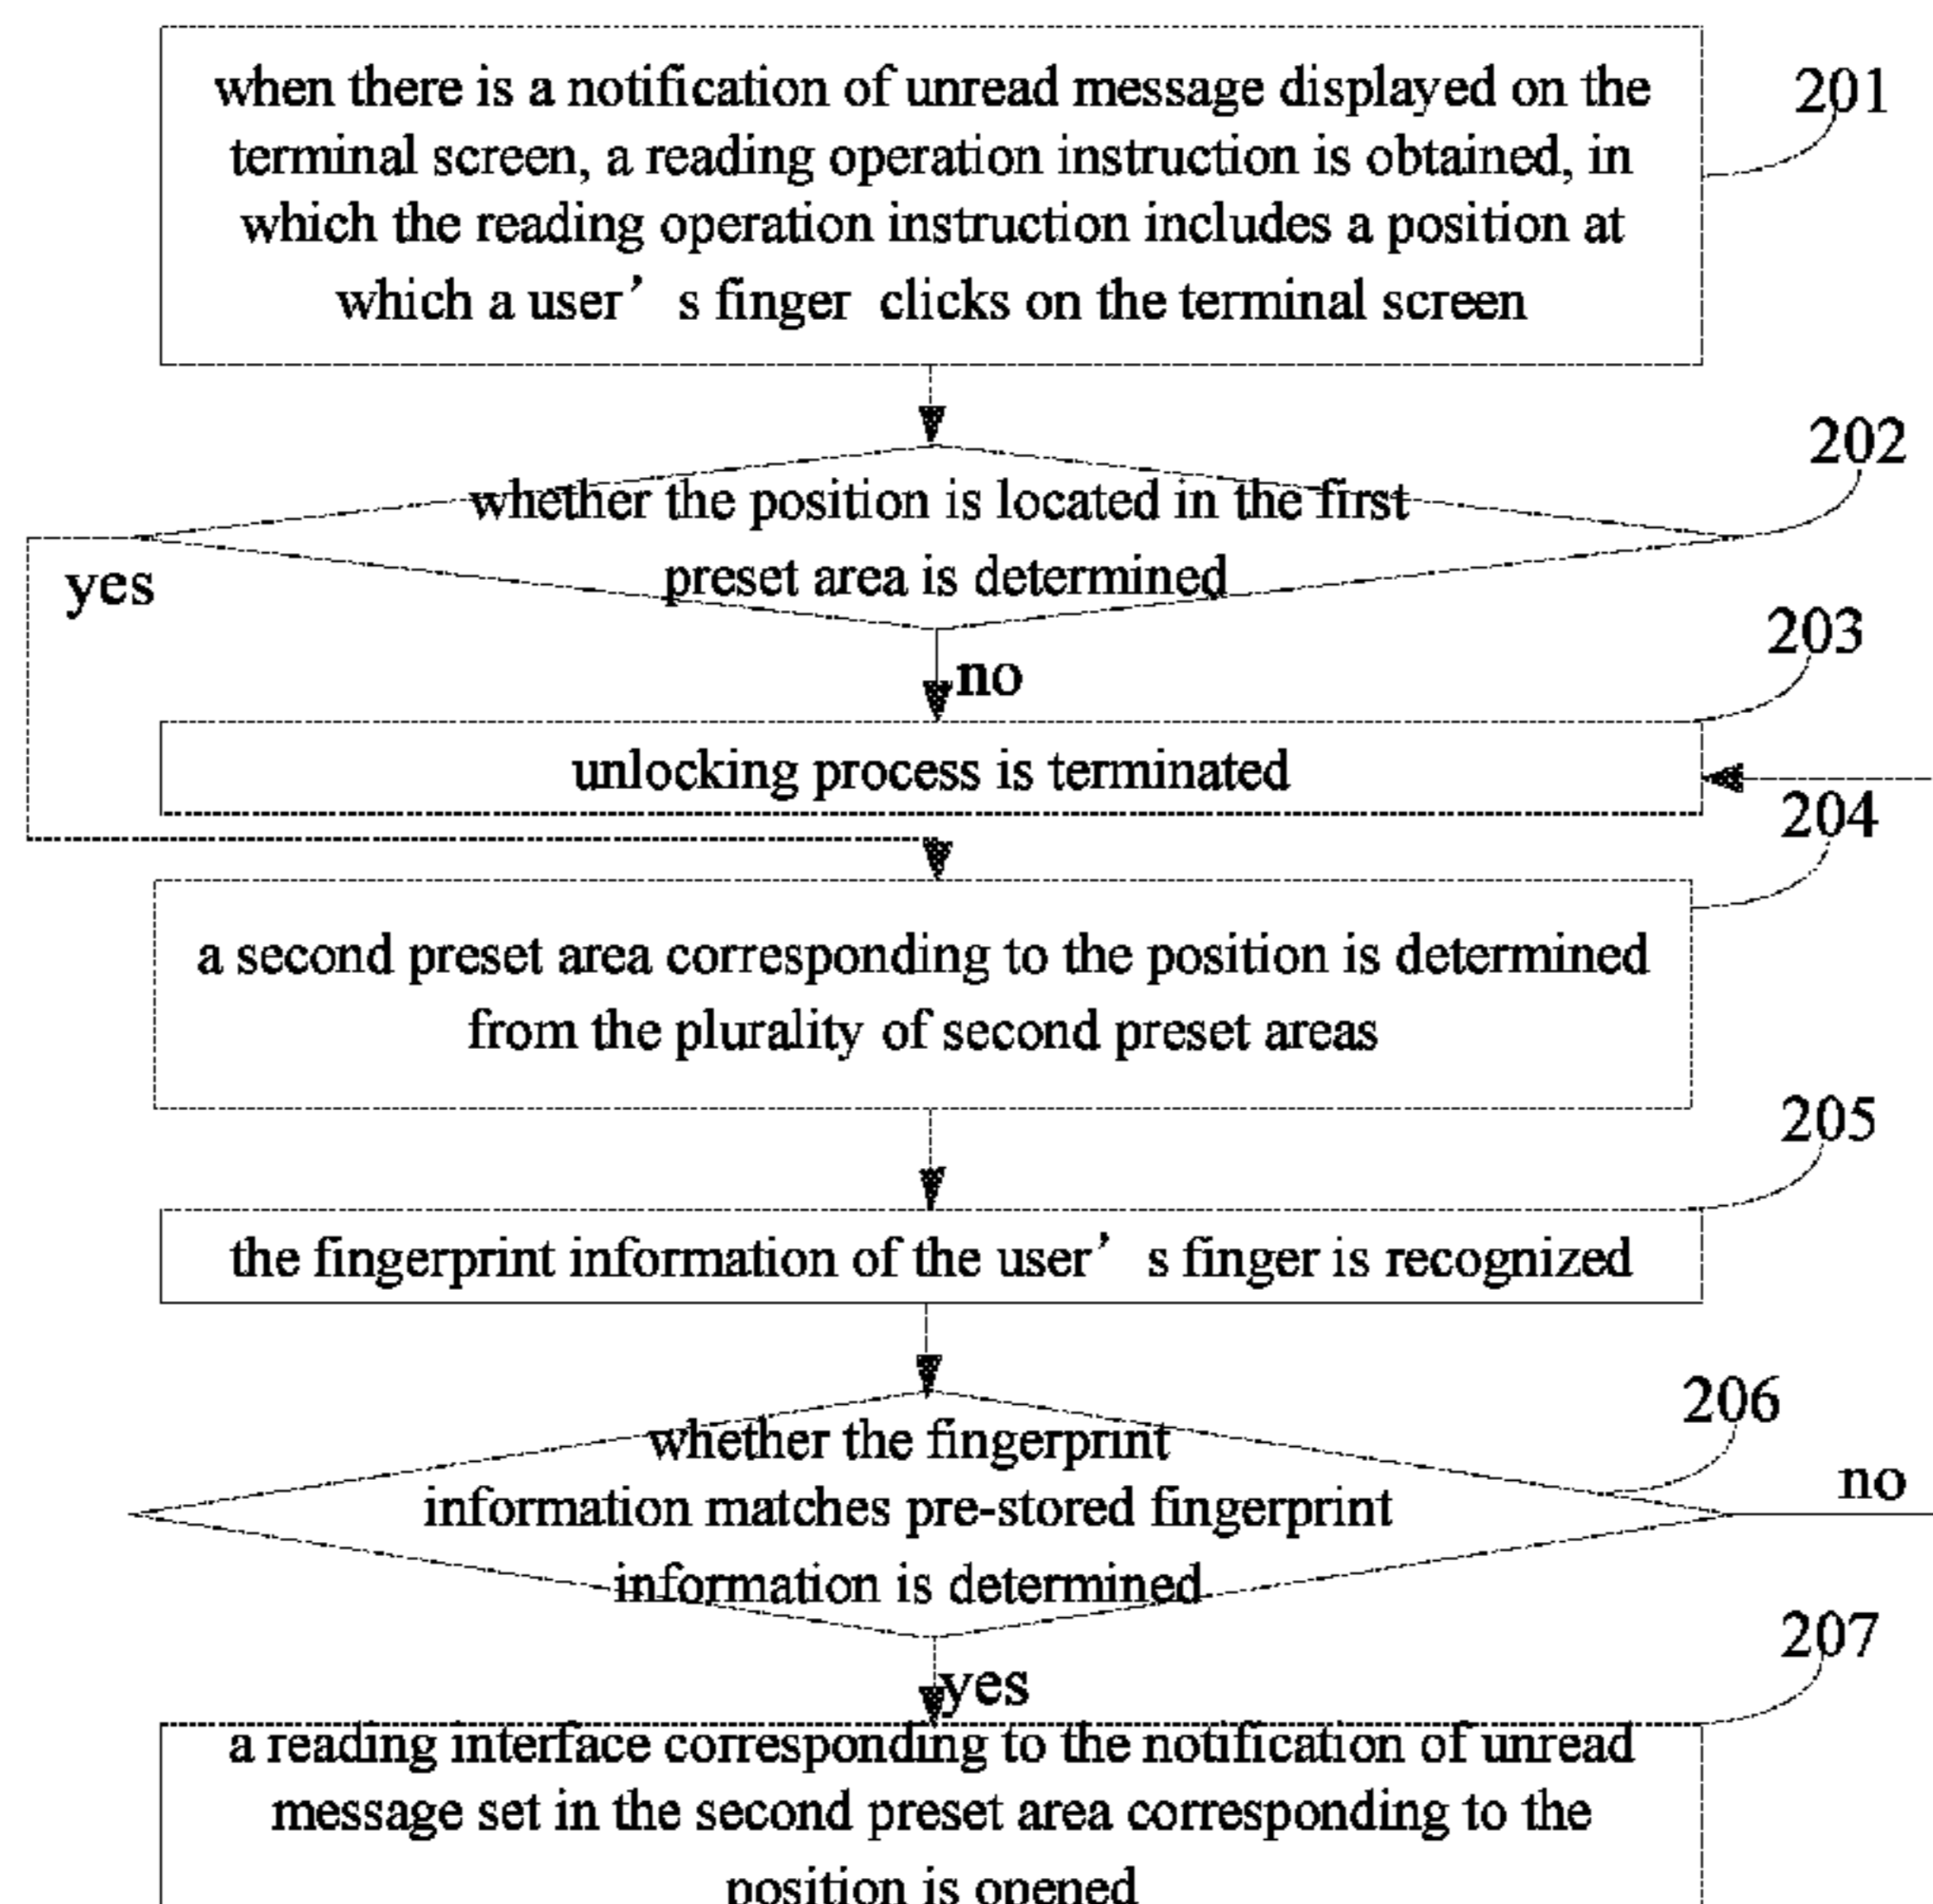 when there is a notification of unread message displayed on the
201
terminal screen, a reading operation instruction is obtained, in
which the reading operation instruction includes a position at
which a user’ s finger clicks on the terminal screen
202
whether the position is located in the first
preset area is determined
yes
203
no
unlocking process is terminated
204
a second preset area corresponding to the position is determined
from the plurality of second preset areas
205
the fingerprint information of the user’ s finger is recognized
206
whether the fingerprint
no
information matches pre-stored fingerprint
information is determined
207
yes
a reading interface corresponding to the notification of unread
message set in the second preset area corresponding to the
position is opened